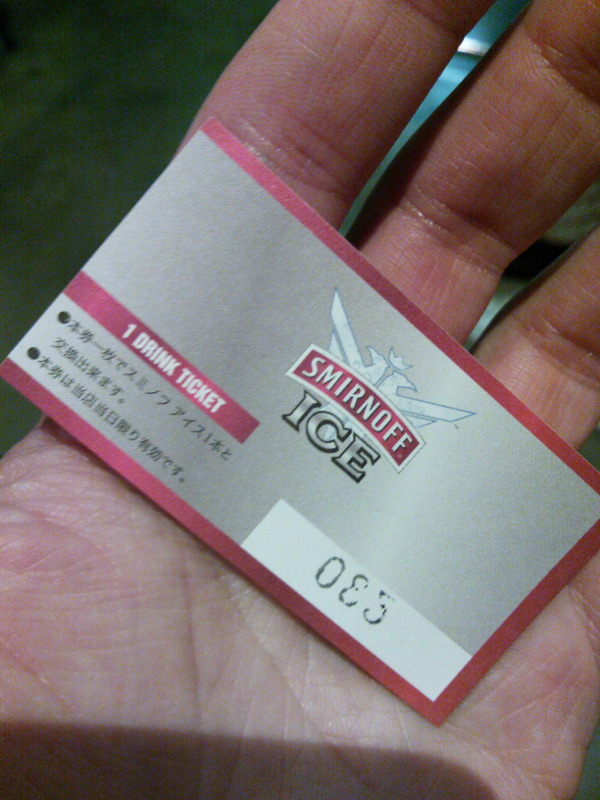 SMIRNOFF
ICE
1 DRINK TICKET
●本券一枚でスミノフ アイス1本と
交換出来ます。
●本券は当店当日限り有効です。